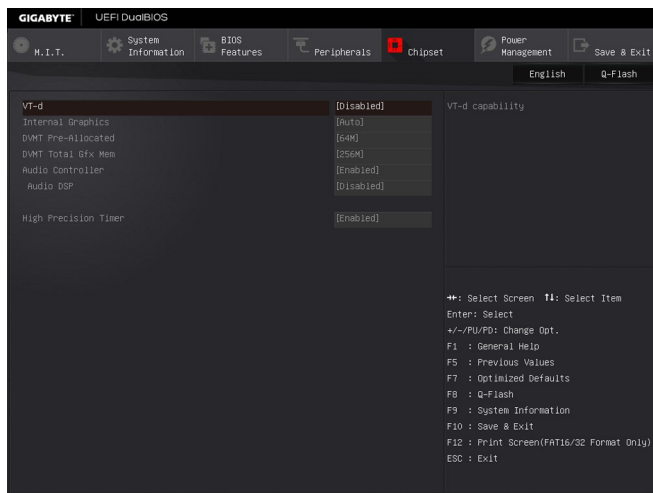 GIGABYTE™ UEFI DualBIOS
M.I.T. System Information BIOS Features Peripherals Chipset Power Management Save & Exit
English Q-Flash
VT-d [Disabled] VT-d capability
Internal Graphics [Auto]
DVMT Pre-Allocated [64M]
DVMT Total Gfx Mem [256M]
Audio Controller [Enabled]
Audio DSP [Disabled]
High Precision Timer [Enabled]
→←: Select Screen ↑↓: Select Item
Enter: Select
+/-/PU/PD: Change Opt.
F1 : General Help
F5 : Previous Values
F7 : Optimized Defaults
F8 : Q-Flash
F9 : System Information
F10 : Save & Exit
F12 : Print Screen(FAT16/32 Format Only)
ESC : Exit